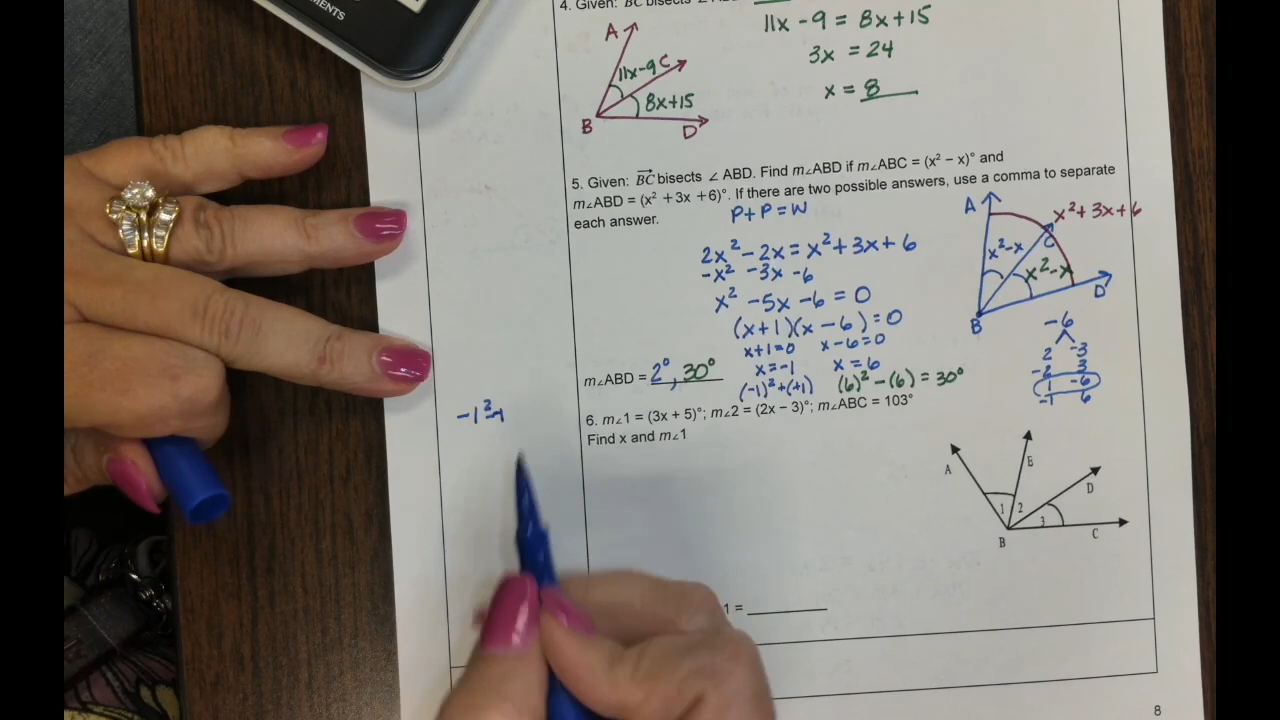 EMENTS
4. Given: BC bisects ∠
11x - 9 = 8x + 15
3x = 24
x = 8
A
11x-9
C
8x+15
B
D
5. Given: BC bisects ∠ ABD. Find m∠ABD if m∠ABC = (x² – x)° and
m∠ABD = (x² +3x +6)°. If there are two possible answers, use a comma to separate
each answer.
P + P = W
2x² - 2x = x² + 3x + 6
-x² -3x -6
x² - 5x - 6 = 0
(x+1)(x-6) = 0
x+1=0 x-6=0
x=-1 x=6
(-1)²+(+1) (6)² - (6) = 30°
m∠ABD = 2°, 30°
A
x²+3x+6
C
x²-x
x²-x
B
D
-6
2 -3
-2 3
1 -6
-1 6
-1²-1
6. m∠1 = (3x + 5)°; m∠2 = (2x – 3)°; m∠ABC = 103°
Find x and m∠1
A
E
D
1
2
3
B
C
1 =
8